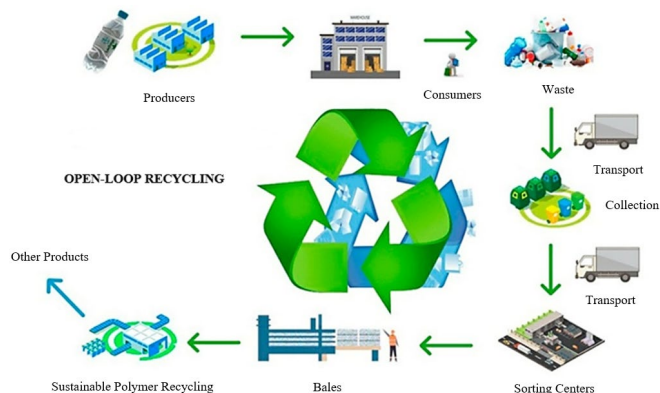 Producers
Consumers
Waste
Transport
OPEN-LOOP RECYCLING
Collection
Other Products
Transport
Sustainable Polymer Recycling
Bales
Sorting Centers